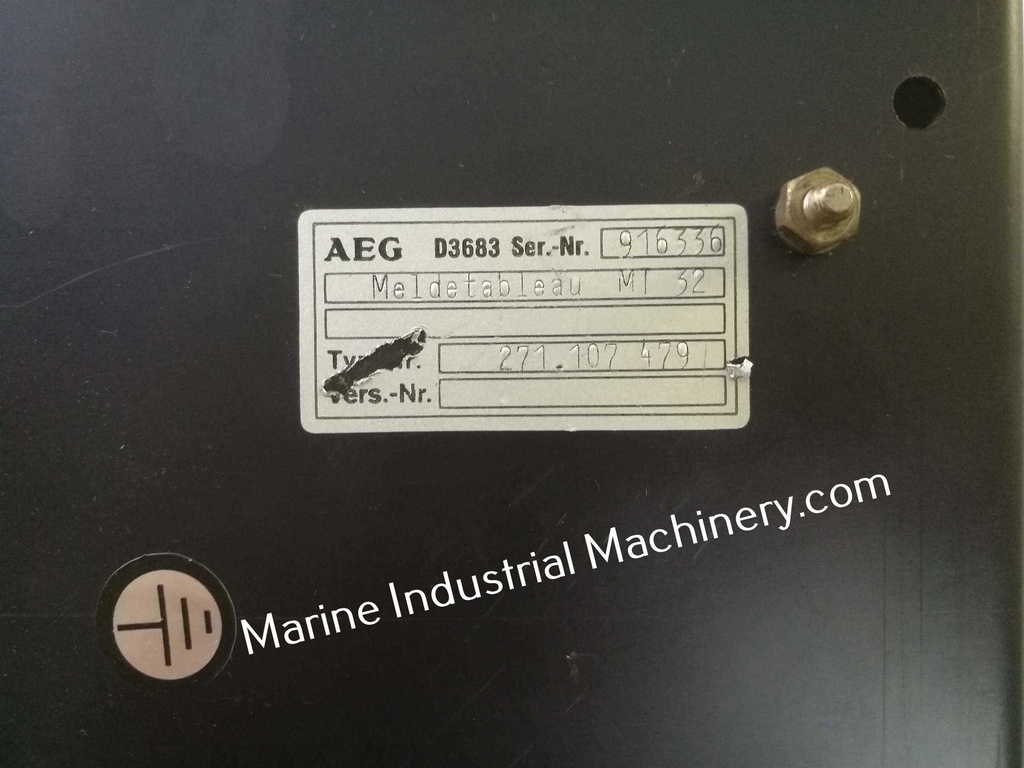 AEG D3683 Ser.-Nr. 916336
Meldetableau MT 32
271.107 479
Vers.-Nr.
Marine Industrial Machinery.com